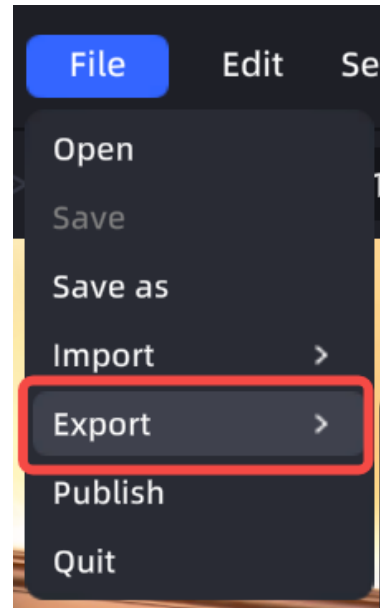 File Edit Se
Open
Save
Save as
Import >
Export >
Publish
Quit